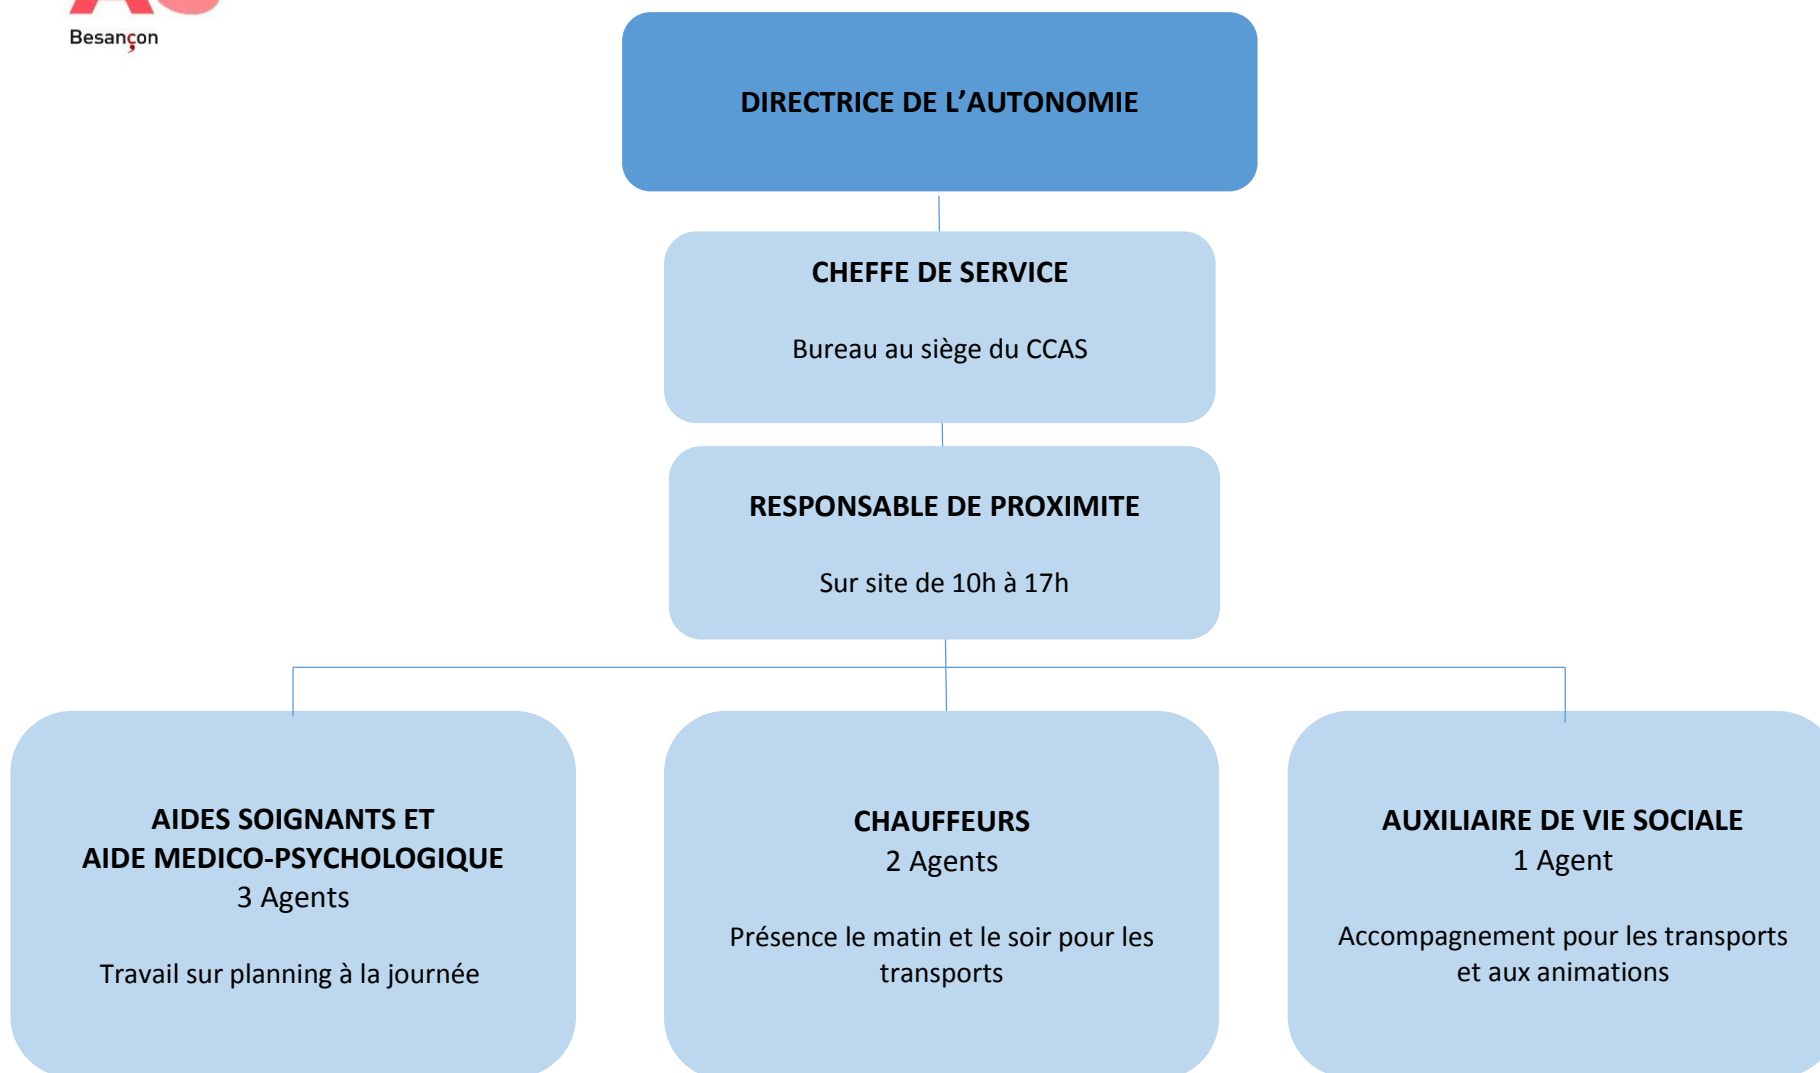 AS
Besançon
DIRECTRICE DE L’AUTONOMIE
CHEFFE DE SERVICE
Bureau au siège du CCAS
RESPONSABLE DE PROXIMITE
Sur site de 10h à 17h
AIDES SOIGNANTS ET
AIDE MEDICO-PSYCHOLOGIQUE
3 Agents
Travail sur planning à la journée
CHAUFFEURS
2 Agents
Présence le matin et le soir pour les
transports
AUXILIAIRE DE VIE SOCIALE
1 Agent
Accompagnement pour les transports
et aux animations